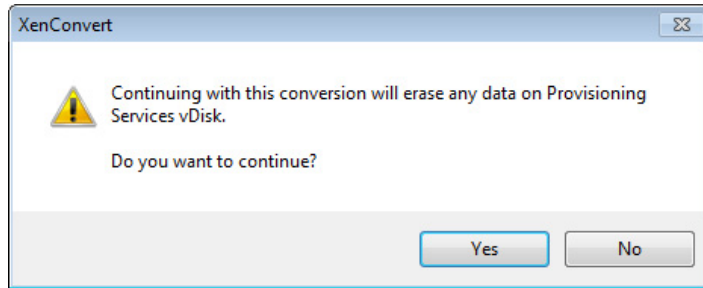 XenConvert
Continuing with this conversion will erase any data on Provisioning
Services vDisk.
Do you want to continue?
Yes
No